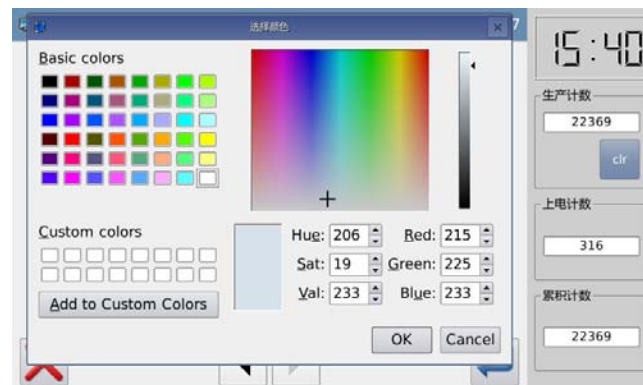 选择颜色
7
Basic colors
Custom colors
Add to Custom Colors
Hue: 206
Red: 215
Sat: 19
Green: 225
Val: 233
Blue: 233
OK
Cancel
15:40
生产计数
22369
clr
上电计数
316
累积计数
22369